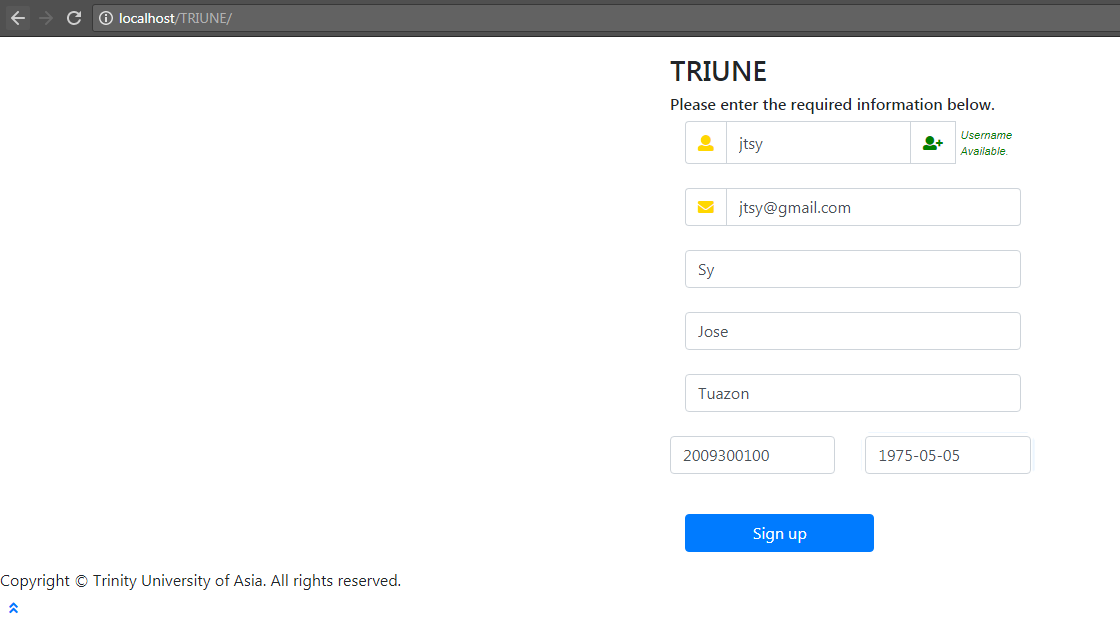 localhost/TRIUNE/
TRIUNE
Please enter the required information below.
jtsy
Username
Available.
jtsy@gmail.com
Sy
Jose
Tuazon
2009300100 1975-05-05
Sign up
Copyright © Trinity University of Asia. All rights reserved.